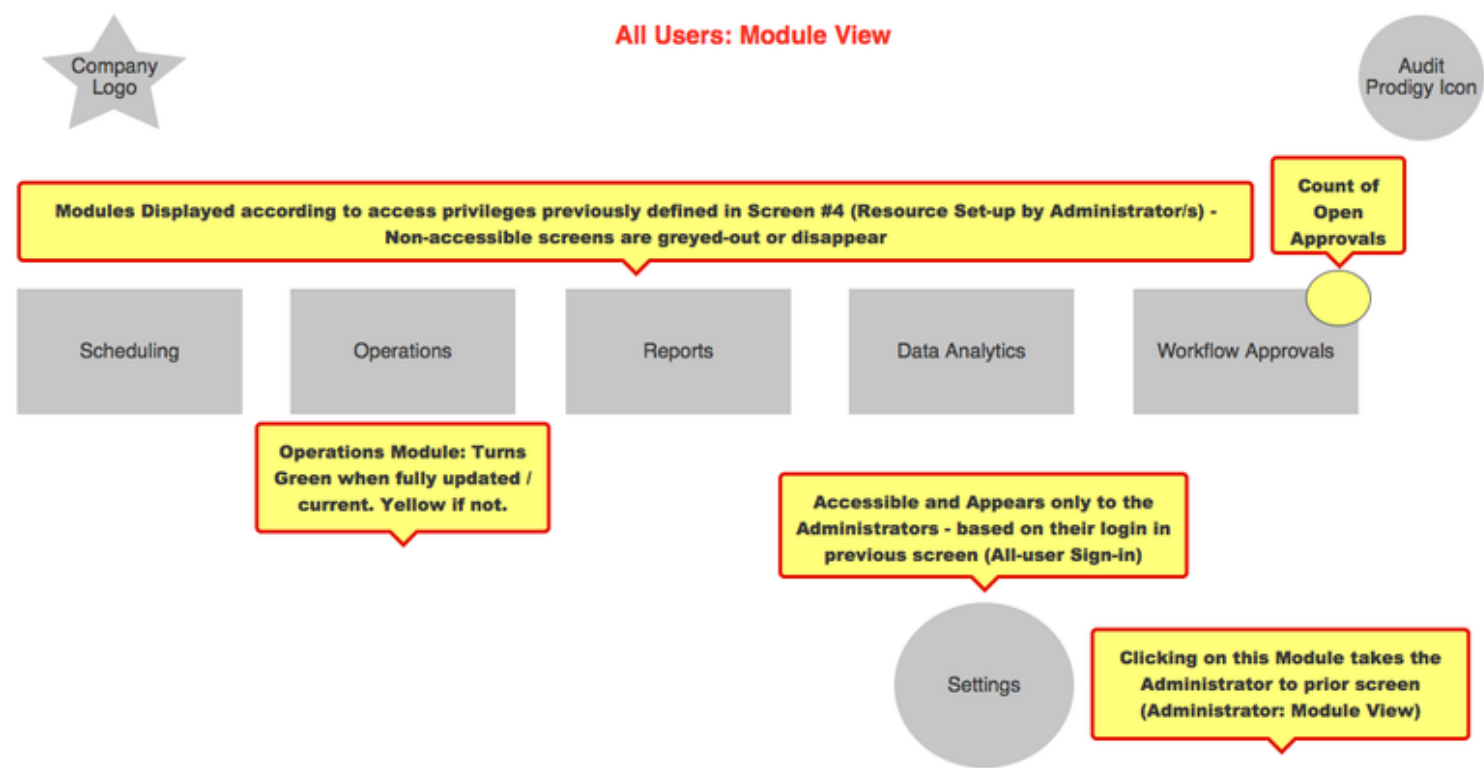 All Users: Module View
Company
Logo
Audit
Prodigy Icon
Modules Displayed according to access privileges previously defined in Screen #4 (Resource Set-up by Administrator/s) -
Non-accessible screens are greyed-out or disappear
Count of
Open
Approvals
Scheduling
Operations
Reports
Data Analytics
Workflow Approvals
Operations Module: Turns
Green when fully updated /
current. Yellow if not.
Accessible and Appears only to the
Administrators - based on their login in
previous screen (All-user Sign-in)
Settings
Clicking on this Module takes the
Administrator to prior screen
(Administrator: Module View)